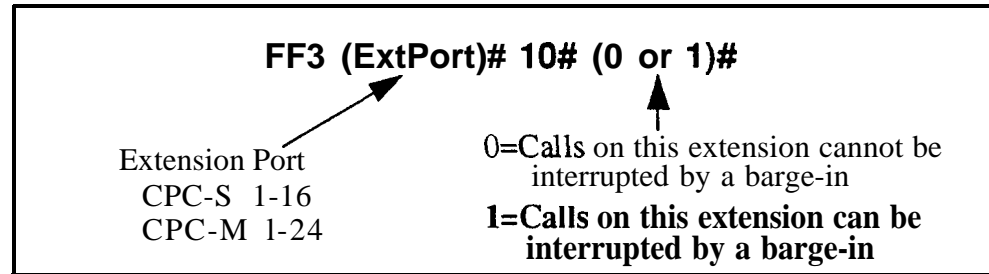 FF3 (ExtPort)# 10# (0 or 1)#
Extension Port
CPC-S 1-16
CPC-M 1-24
0=Calls on this extension cannot be
interrupted by a barge-in
1=Calls on this extension can be
interrupted by a barge-in